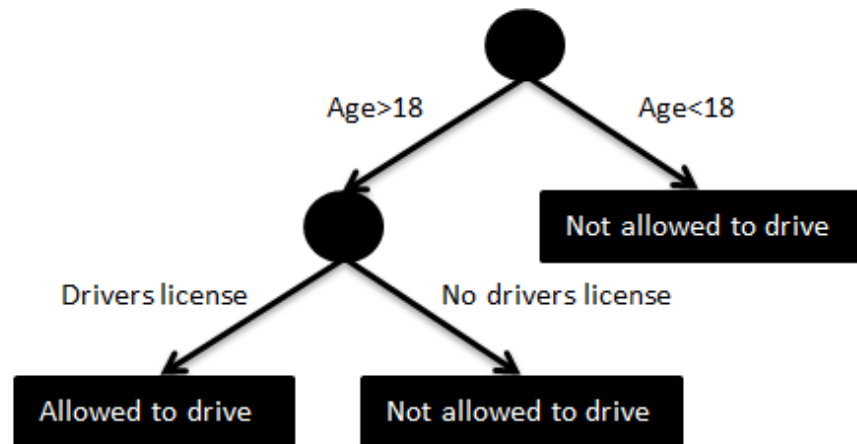 Age>18
Age<18
Not allowed to drive
Drivers license
No drivers license
Allowed to drive
Not allowed to drive